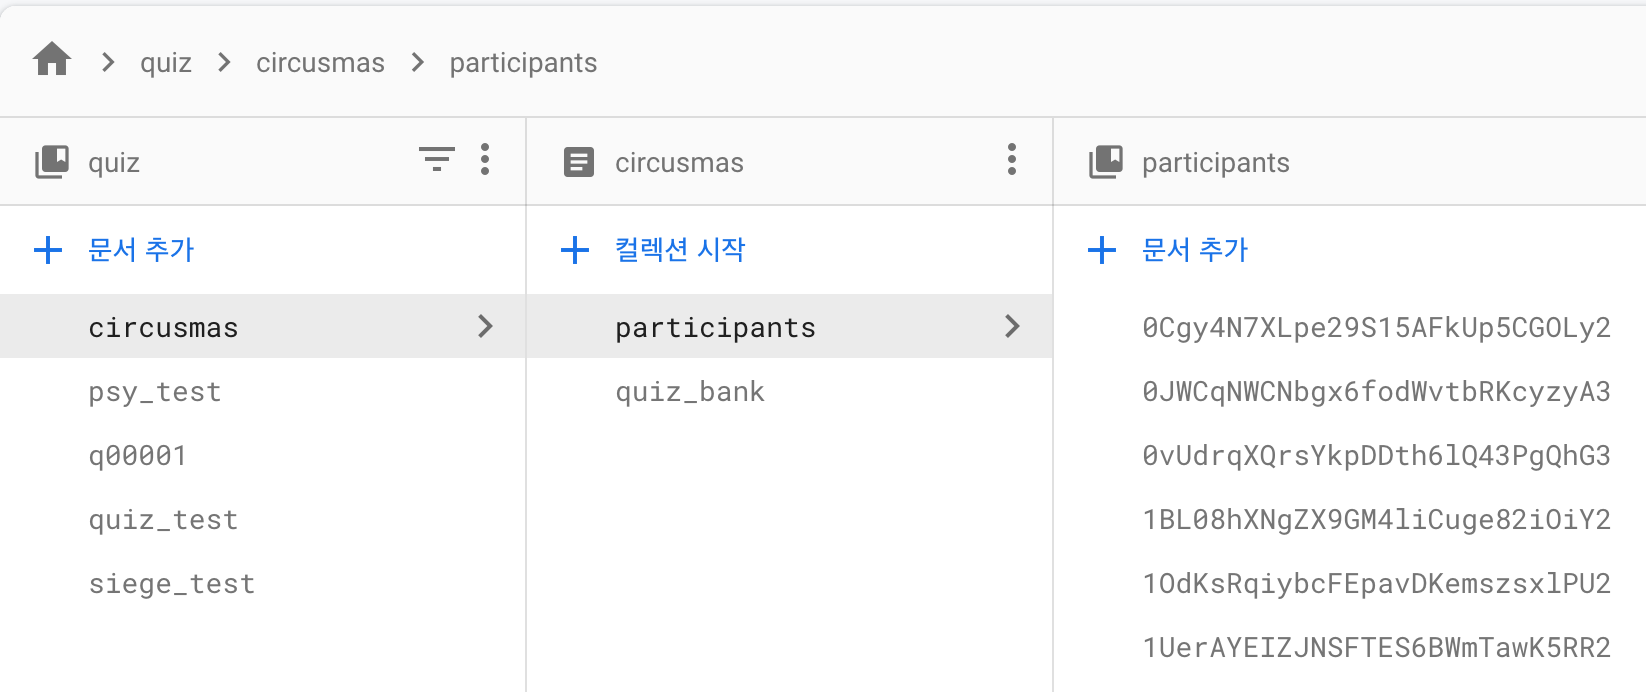 quiz > circusmas > participants
quiz
문서 추가
circusmas
psy_test
q00001
quiz_test
siege_test
circusmas
컬렉션 시작
participants
quiz_bank
participants
문서 추가
0Cgy4N7XLpe29S15AFkUp5CGOLy2
0JWCqNWCNbgx6fodWvtbRKcyzyA3
0vUdrqXQrsYkpDDth6lQ43PgQhG3
1BL08hXNgZX9GM4liCuge82iOiY2
1OdKsRqiybcFEpavDKemszsxlPU2
1UerAYEIZJNSFTES6BWmTawK5RR2